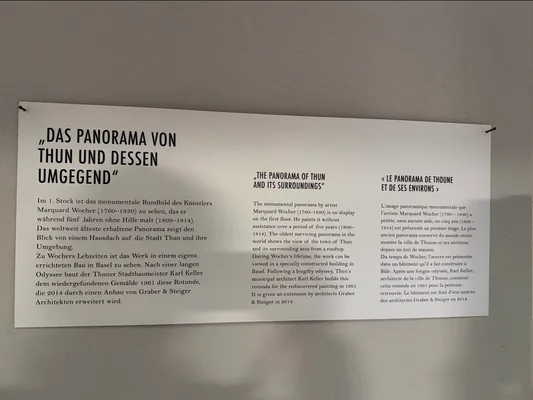 „DAS PANORAMA VON
THUN UND DESSEN
UMGEGEND“
Im 1. Stock ist das monumentale Rundbild des Künstlers
Marquard Wocher (1760–1830) zu sehen, das er
während fünf Jahren ohne Hilfe malt (1809–1814).
Das weltweit älteste erhaltene Panorama zeigt den
Blick von einem Hausdach auf die Stadt Thun und ihre
Umgebung.
Zu Wochers Lebzeiten ist das Werk in einem eigens
errichteten Bau in Basel zu sehen. Nach einer langen
Odyssee baut der Thuner Stadtbaumeister Karl Keller
dem wiedergefundenen Gemälde 1961 diese Rotunde,
die 2014 durch einen Anbau von Graber & Steiger
Architekten erweitert wird.
„THE PANORAMA OF THUN
AND ITS SURROUNDINGS“
The monumental panorama by artist
Marquard Wocher (1760–1830) is on display
on the first floor. He paints it without
assistance over a period of five years (1809–
1814). The oldest surviving panorama in the
world shows the view of the town of Thun
and its surrounding area from a rooftop.
During Wocher's lifetime, the work can be
viewed in a specially constructed building in
Basel. Following a lengthy odyssey, Thun's
municipal architect Karl Keller builds this
rotunda for the rediscovered painting in 1961.
It is given an extension by architects Graber
& Steiger in 2014.
« LE PANORAMA DE THOUNE
ET DE SES ENVIRONS »
L'image panoramique monumentale que
l'artiste Marquard Wocher (1760 – 1830) a
peinte, sans aucune aide, en cinq ans (1809 –
1814) est présentée au premier étage. Le plus
ancien panorama conservé du monde entier
montre la ville de Thoune et ses environs
depuis un toit de maison.
Du temps de Wocher, l'œuvre est présentée
dans un bâtiment qu'il a fait construire à
Bâle. Après une longue odyssée, Karl Keller,
architecte de la ville de Thoune, construit
cette rotonde en 1961 pour la peinture
retrouvée. Le bâtiment est doté d'une annexe
des architectes Graber & Steiger en 2014.